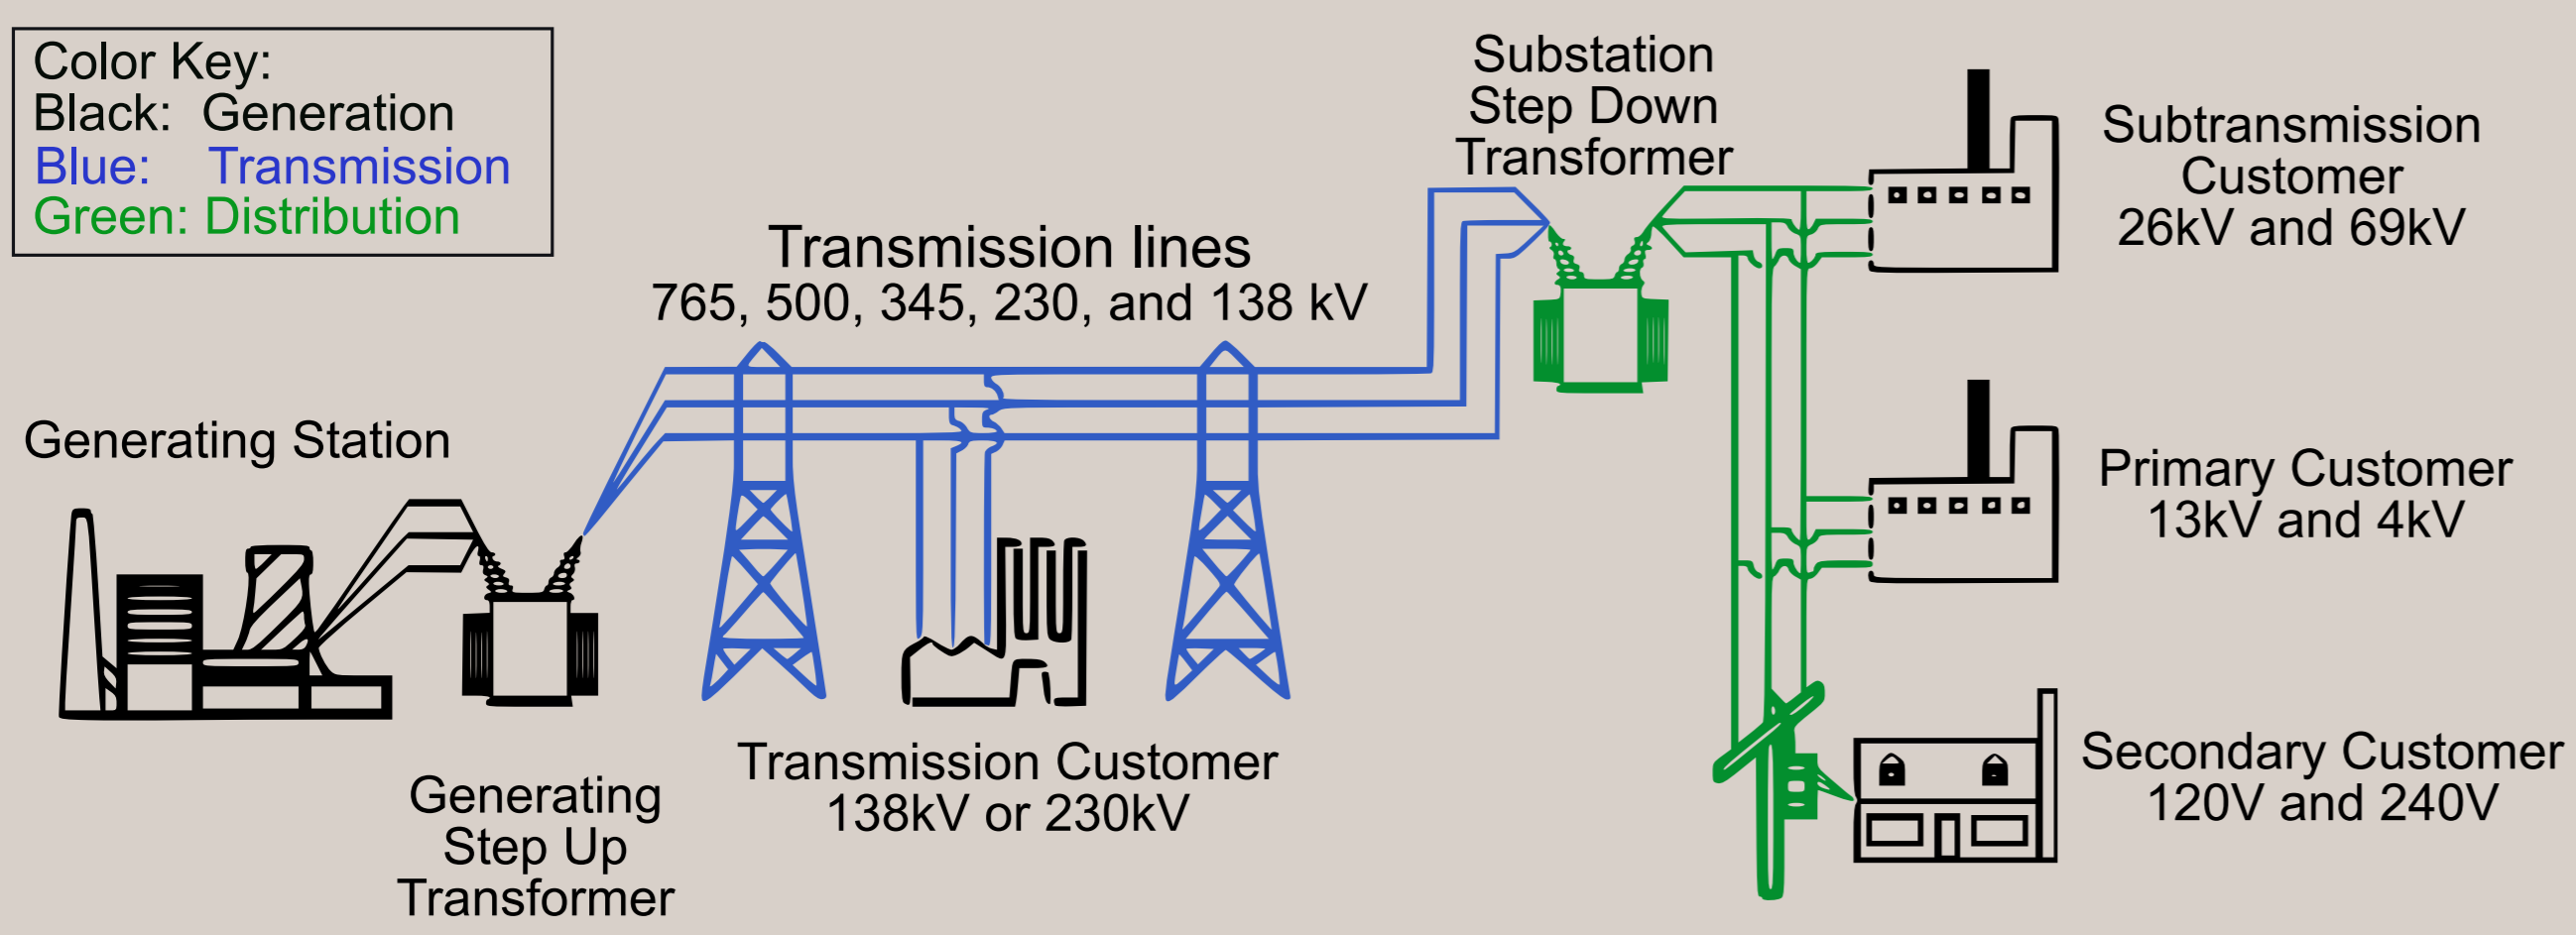 Color Key:
Black: Generation
Blue: Transmission
Green: Distribution
Generating Station
Generating
Step Up
Transformer
Transmission lines
765, 500, 345, 230, and 138 kV
Transmission Customer
138kV or 230kV
Substation
Step Down
Transformer
Subtransmission
Customer
26kV and 69kV
Primary Customer
13kV and 4kV
Secondary Customer
120V and 240V